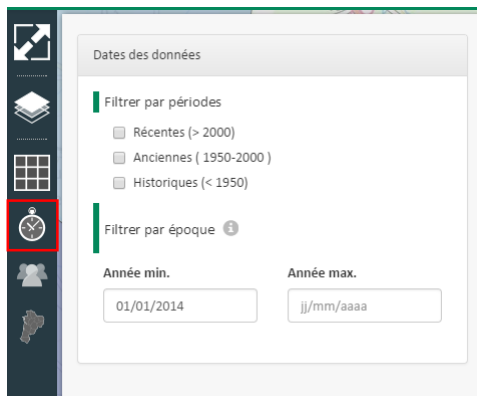 Dates des données
Filtrer par périodes
Récentes (> 2000)
Anciennes ( 1950-2000 )
Historiques (< 1950)
Filtrer par époque
Année min. Année max.
01/01/2014 jj/mm/aaaa